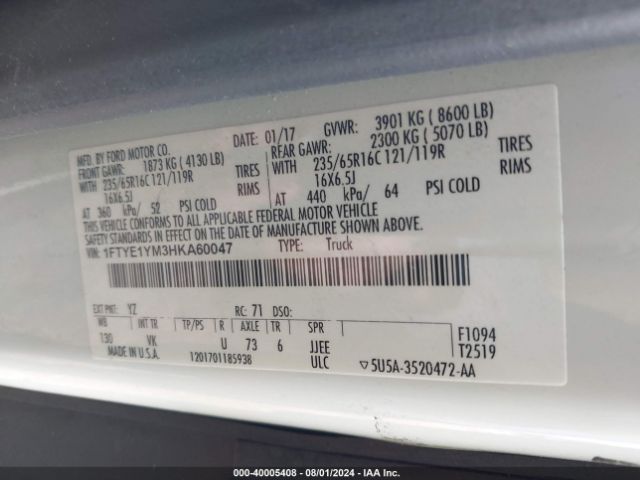 MFD. BY FORD MOTOR CO.
DATE: 01/17 GVWR: 3901 KG ( 8600 LB)
FRONT GAWR: 1873 KG ( 4130 LB) RFAR GAWR: 2300 KG ( 5070 LB)
WITH 235/65R16C 121/119R TIRES WITH 235/65R16C 121/119R TIRES
16X6.5J RIMS 16X6.5J RIMS
AT 360 kPa/ 52 PSI COLD AT 440 kPa/ 64 PSI COLD
THIS VEHICLE CONFORMS TO ALL APPLICABLE FEDERAL MOTOR VEHICLE
SAFETY STANDARDS IN EFFECT ON THE DATE OF MANUFACTURE SHOWN ABOVE.
VIN: 1FTYE1YM3HKA60047 TYPE: Truck
EXT PNT: YZ RC: 71 DSO:
WB INT TR TP/PS R AXLE TR SPR F1094
130 VK U 73 6 JJEE T2519
MADE IN U.S.A. 1201701185938 ULC ▽5U5A-3520472-AA
000-40005408 - 08/01/2024 - IAA Inc.